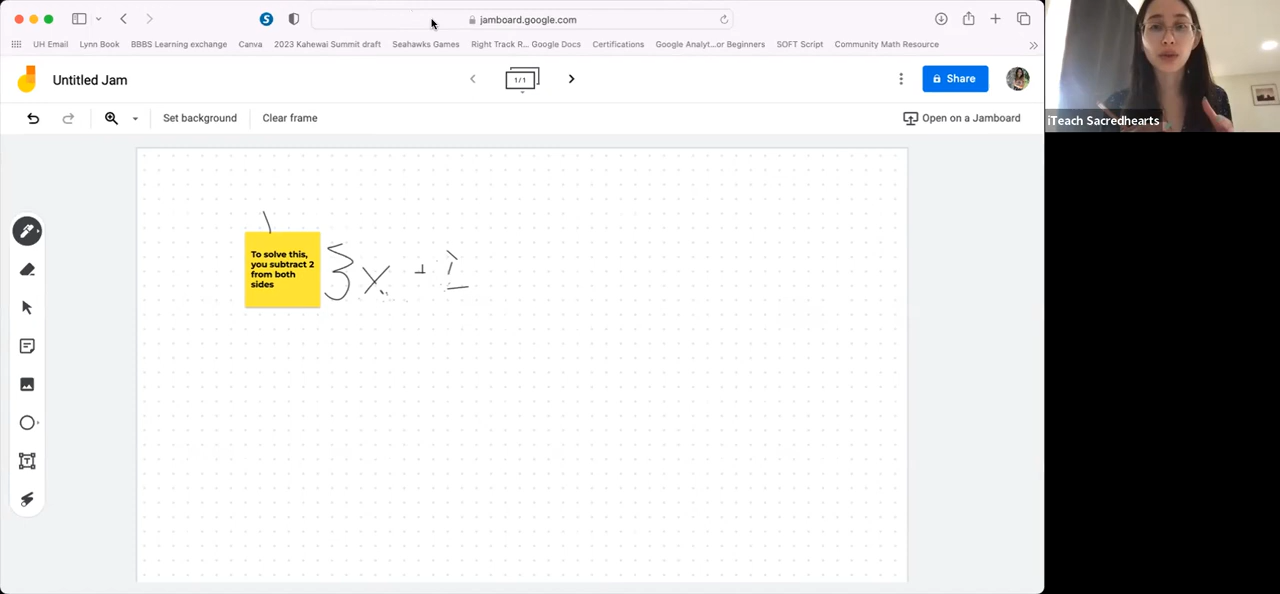 jamboard.google.com
UH Email Lynn Book BBBS Learning exchange Canva 2023 Kahewai Summit draft Seahawks Games Right Track R... Google Docs Certifications Google Analyt...or Beginners SOFT Script Community Math Resource
Untitled Jam
1/1
Share
Set background Clear frame
Open on a Jamboard
iTeach Sacredhearts
To solve this,
you subtract 2
from both
sides
3x +